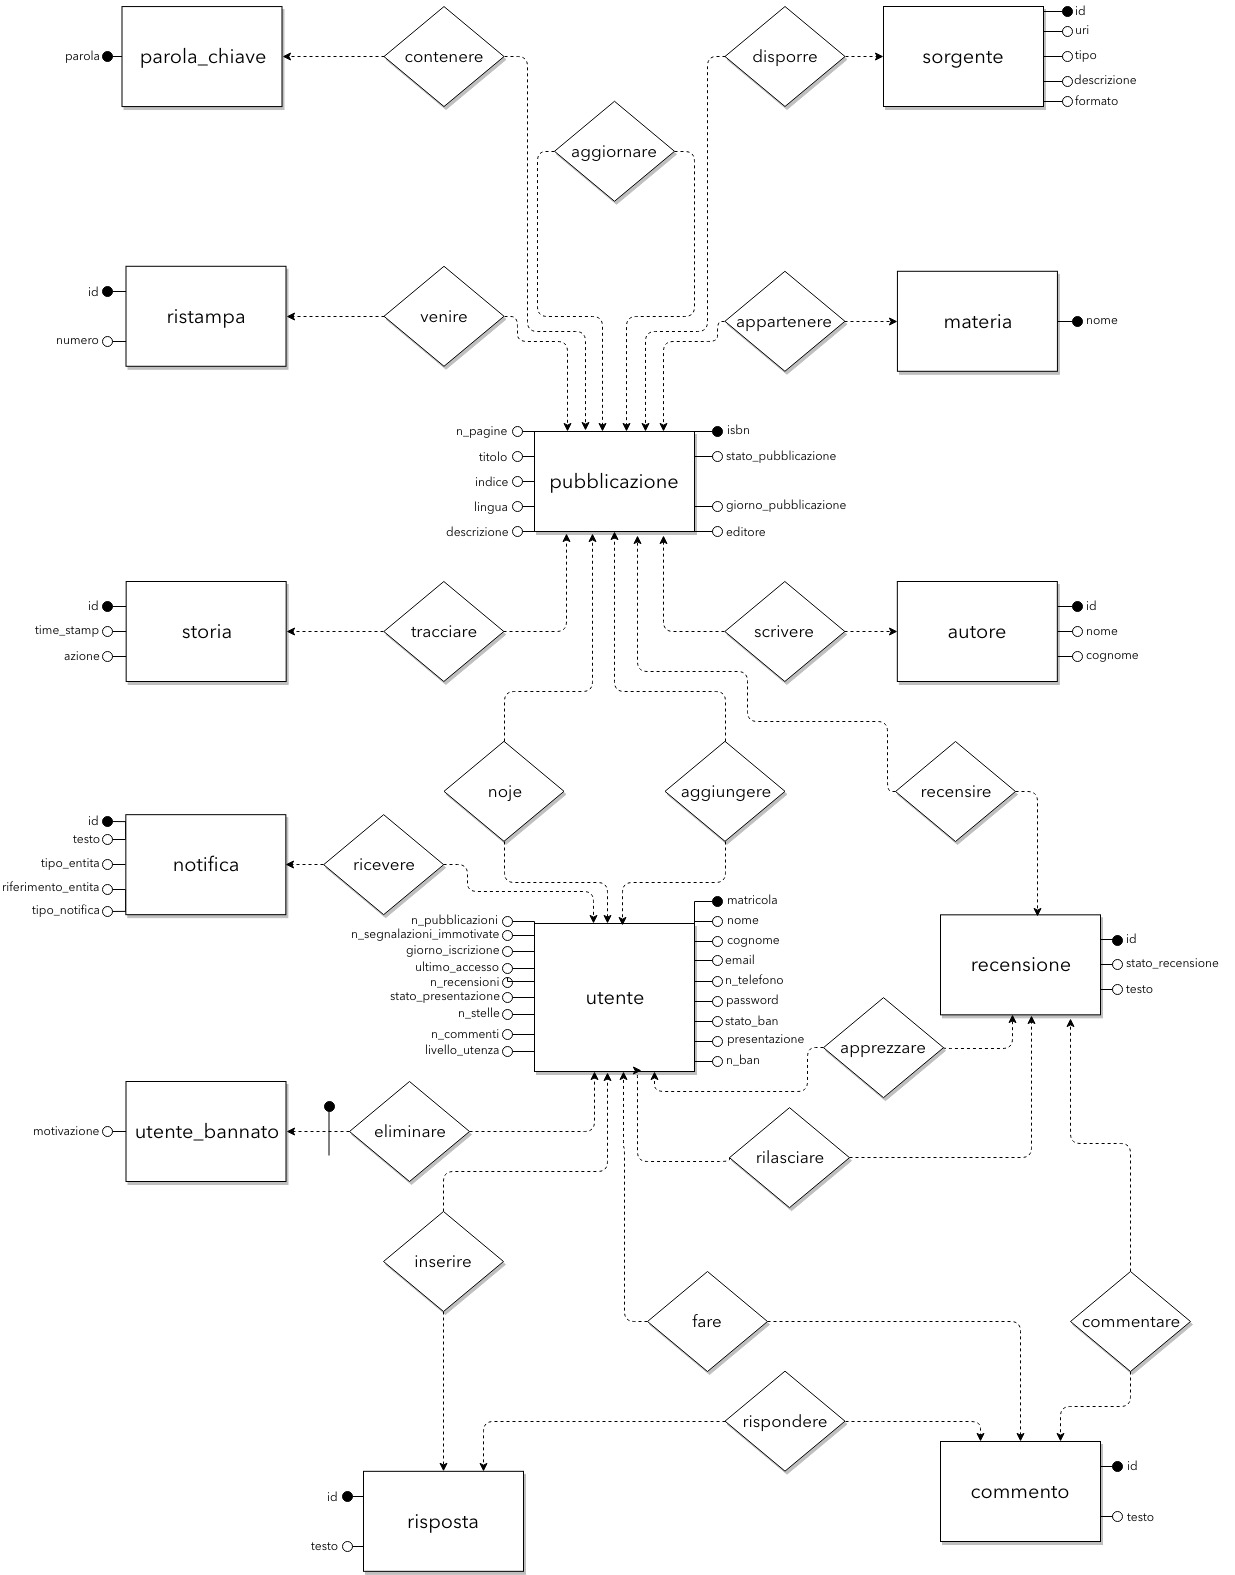 id
uri
parola
parola_chiave
contenere
disporre
sorgente
tipo
descrizione
formato
aggiornare
id
ristampa
venire
appartenere
materia
nome
numero
n_pagine
isbn
titolo
stato_pubblicazione
indice
pubblicazione
lingua
giorno_pubblicazione
descrizione
editore
id
id
time_stamp
storia
tracciare
scrivere
autore
nome
azione
cognome
noje
aggiungere
recensire
id
testo
tipo_entita
notifica
ricevere
riferimento_entita
tipo_notifica
matricola
n_pubblicazioni
nome
n_segnalazioni_immotivate
cognome
id
giorno_iscrizione
email
recensione
stato_recensione
ultimo_accesso
n_recensioni
n_telefono
testo
stato_presentazione
utente
password
n_stelle
stato_ban
n_commenti
presentazione
apprezzare
livello_utenza
n_ban
motivazione
utente_bannato
eliminare
rilasciare
inserire
fare
commentare
rispondere
id
id
commento
risposta
testo
testo